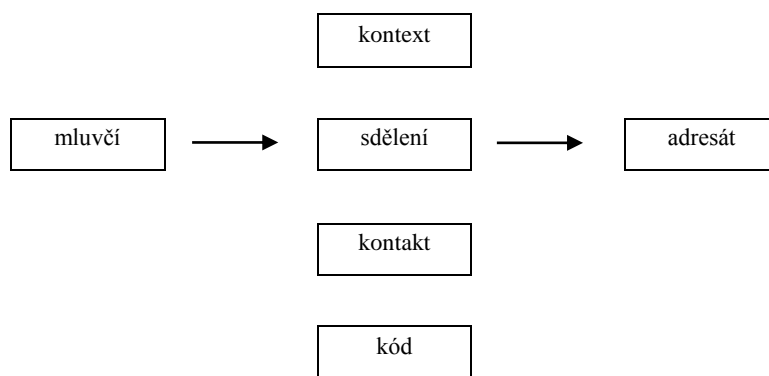 kontext
mluvčí
sdělení
adresát
kontakt
kód